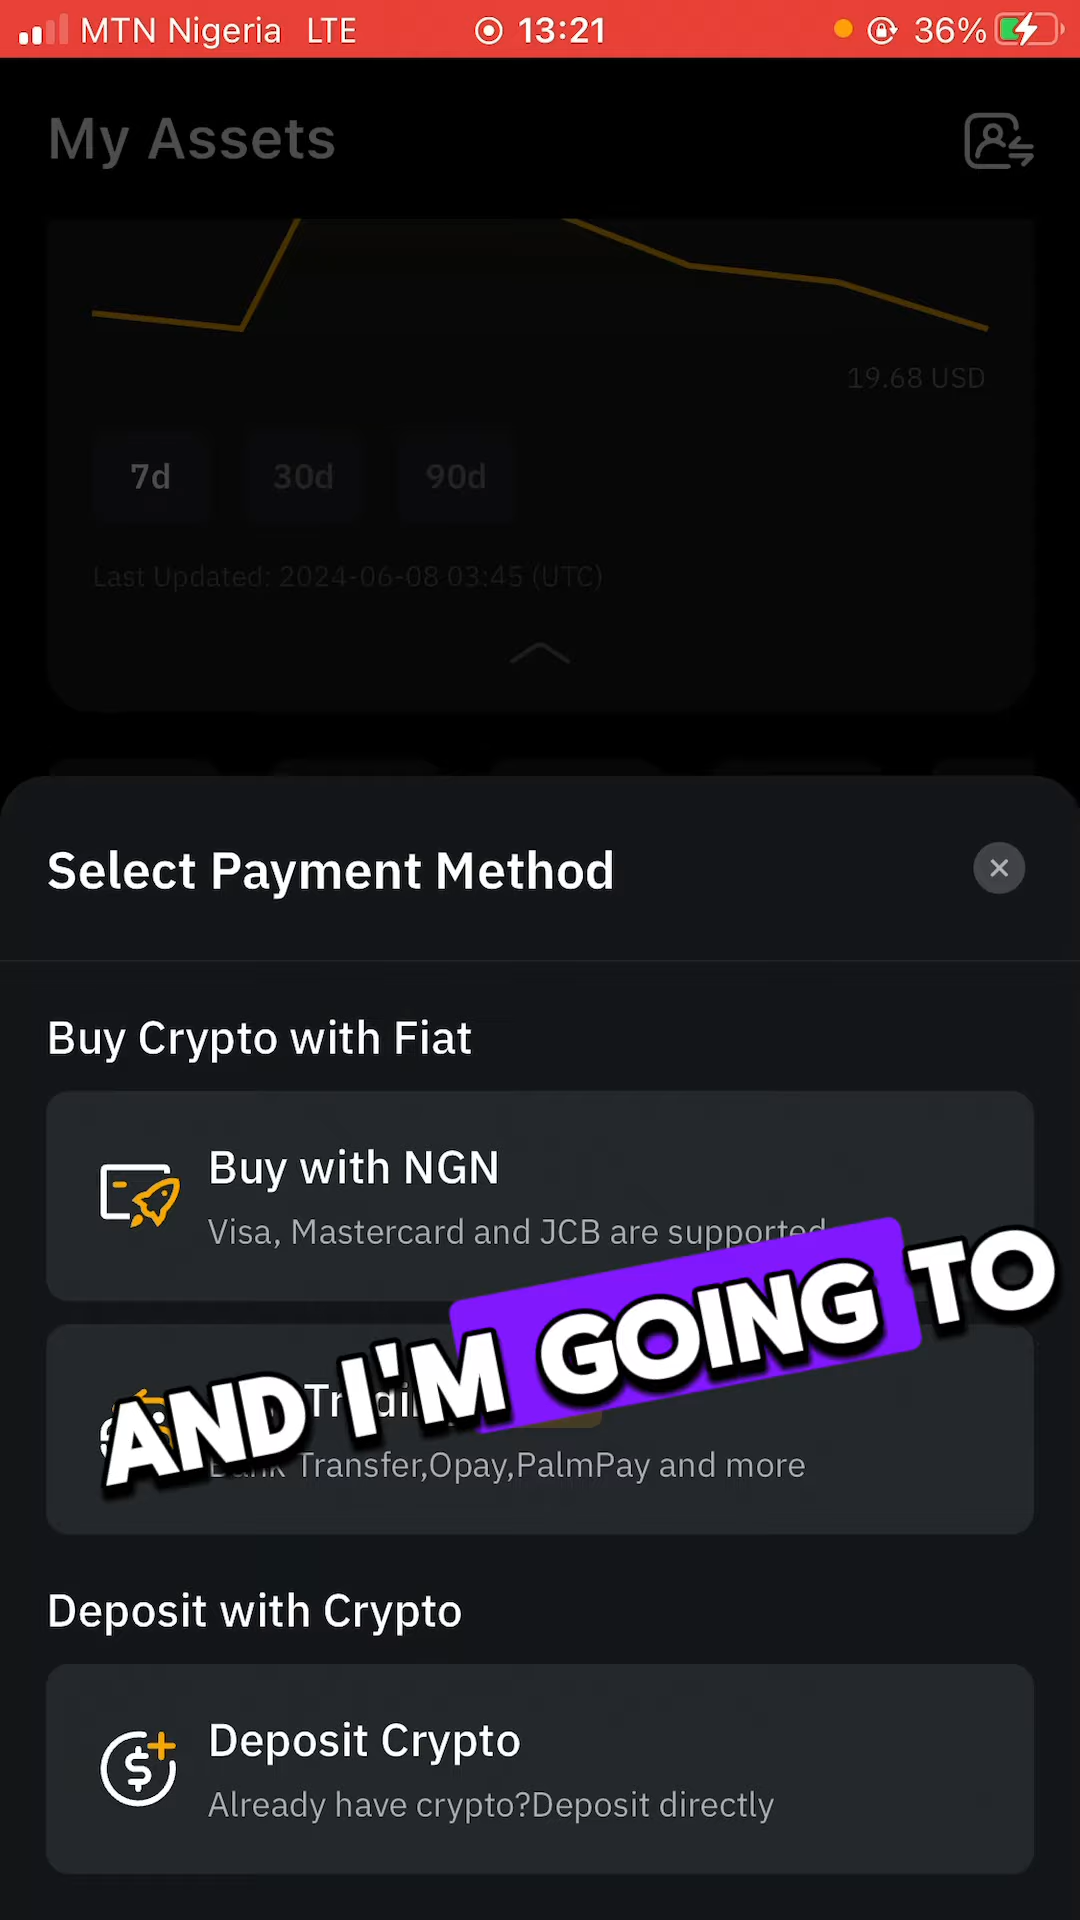 MTN Nigeria LTE 13:21 36%
My Assets
19.68 USD
7d 30d 90d
Last Updated: 2024-06-08 03:45 (UTC)
Select Payment Method
Buy Crypto with Fiat
Buy with NGN
Visa, Mastercard and JCB are supported
AND I'M GOING TO
Transfer,Opay,PalmPay and more
Deposit with Crypto
Deposit Crypto
Already have crypto?Deposit directly